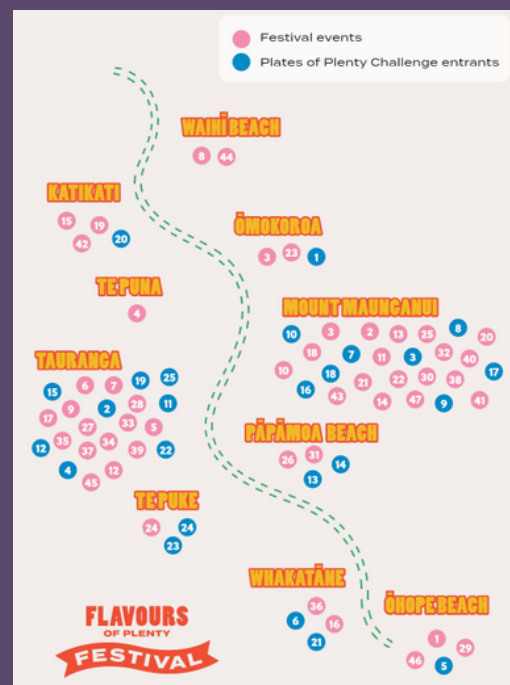 Festival events
Plates of Plenty Challenge entrants
WAIHĪ BEACH
8 44
KATIKATI
15 19
42 20
ŌMOKOROA
3 23 1
TE PUNA
4
MOUNT MAUNGANUI
10 3 2 13 25 8 20
18 7 11 3 32 40
10 18 21 22 30 38 17
16 43 14 47 9 41
TAURANGA
15 6 7 19 25
17 9 2 28 11
27 33 5
12 35 37 34 39 22
4 45 12
PĀPĀMOA BEACH
26 31 14
13
TE PUKE
24 24
23
WHAKATĀNE
36
6 16
21
ŌHOPE BEACH
1
46 5 29
FLAVOURS
OF PLENTY
FESTIVAL